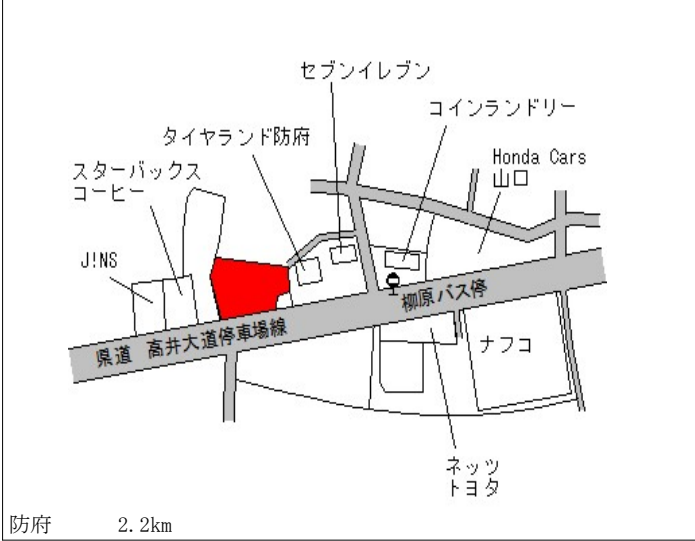 セブンイレブン
コインランドリー
タイヤランド防府
Honda Cars
山口
スターバックス
コーヒー
J!NS
柳原バス停
県道 高井大道停車場線
ナフコ
ネッツ
トヨタ
防府 2.2km